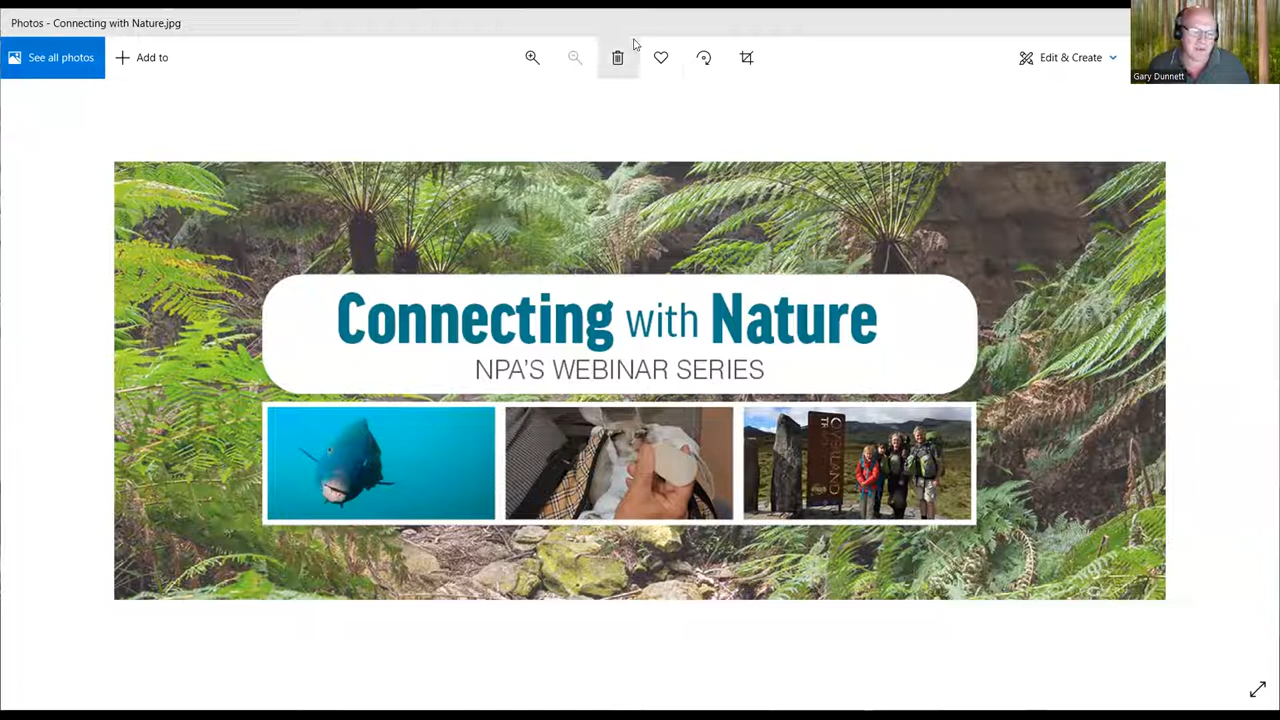 Photos - Connecting with Nature.jpg
See all photos
Add to
Edit & Create
Gary Dunnett
Connecting with Nature
NPA'S WEBINAR SERIES
OVERLAND